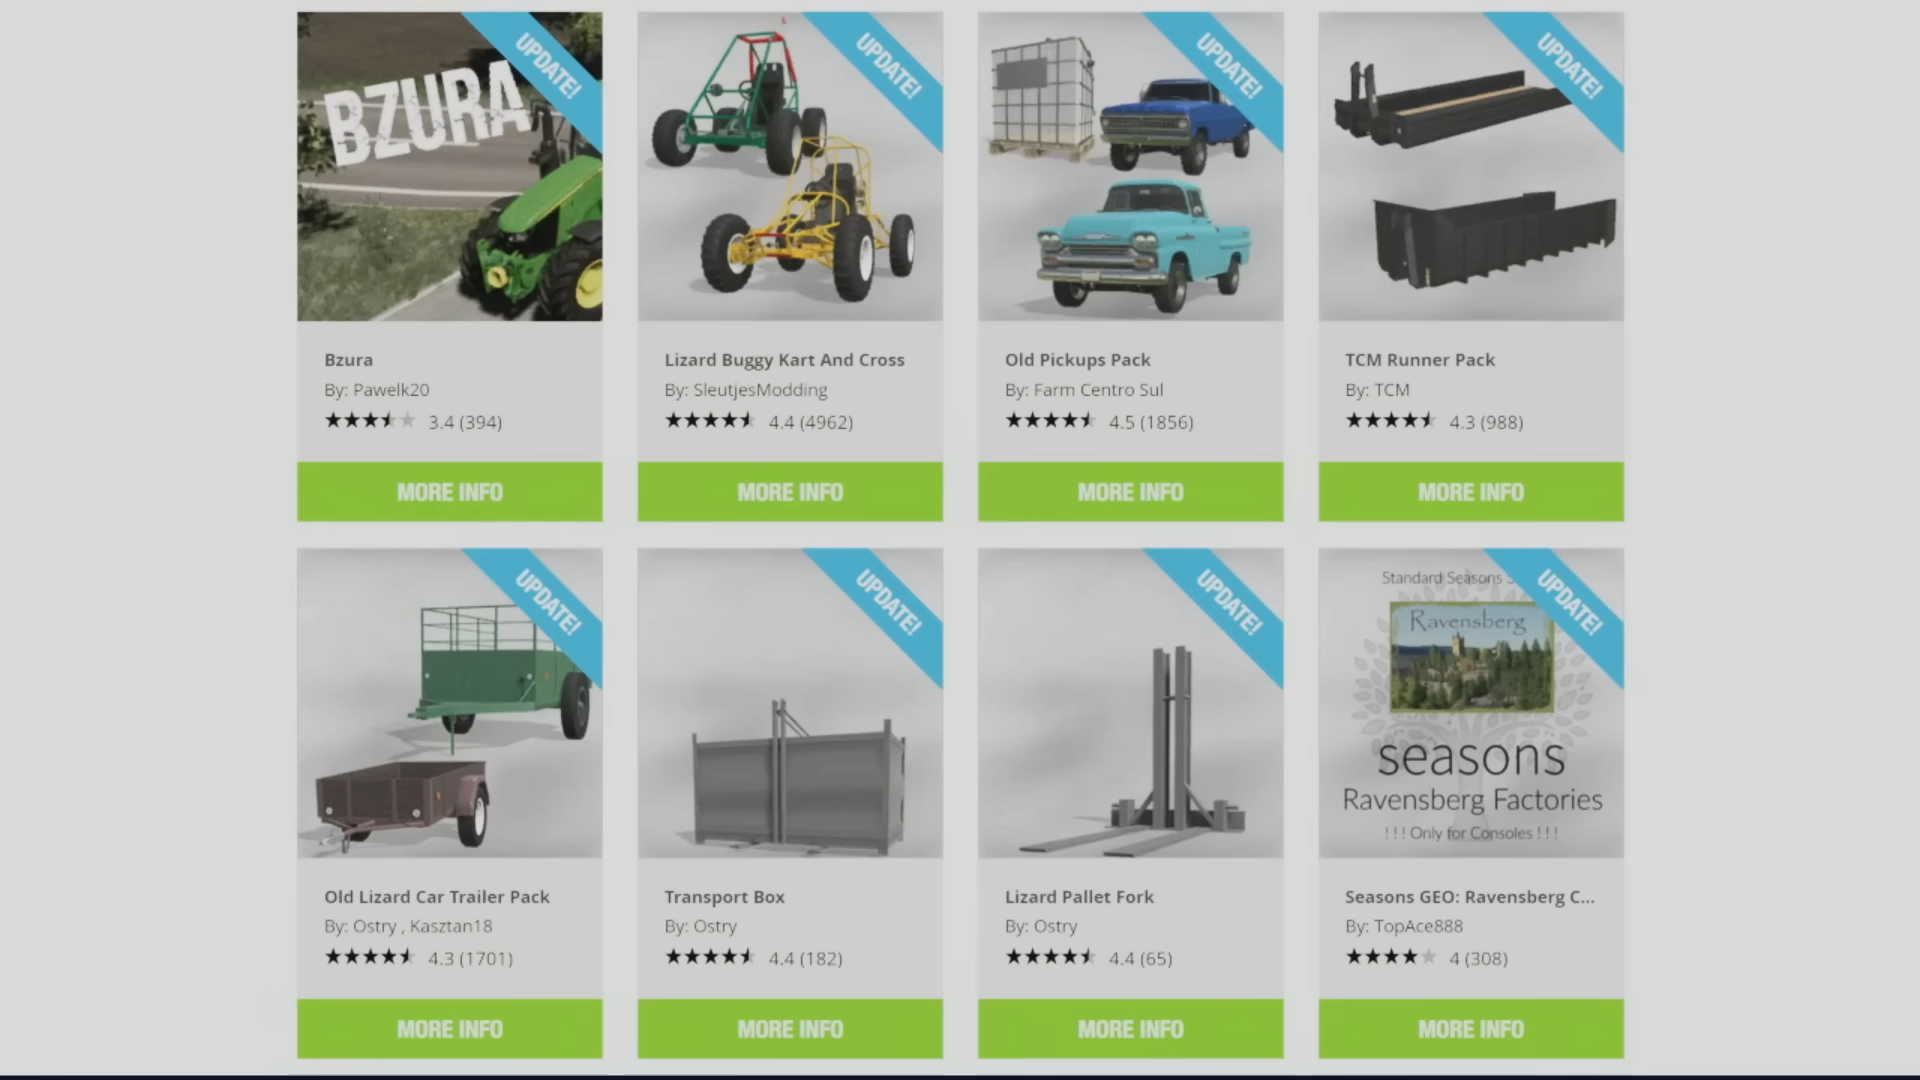 BZURA
UPDATE!
Bzura
By: Pawelk20
3.4 (394)
MORE INFO
UPDATE!
Lizard Buggy Kart And Cross
By: SleutjesModding
4.4 (4962)
MORE INFO
UPDATE!
Old Pickups Pack
By: Farm Centro Sul
4.5 (1856)
MORE INFO
UPDATE!
TCM Runner Pack
By: TCM
4.3 (988)
MORE INFO
UPDATE!
Old Lizard Car Trailer Pack
By: Ostry , Kasztan18
4.3 (1701)
MORE INFO
UPDATE!
Transport Box
By: Ostry
4.4 (182)
MORE INFO
UPDATE!
Lizard Pallet Fork
By: Ostry
4.4 (65)
MORE INFO
Standard Seasons
UPDATE!
Ravensberg
seasons
Ravensberg Factories
!!! Only for Consoles !!!
Seasons GEO: Ravensberg C...
By: TopAce888
4 (308)
MORE INFO